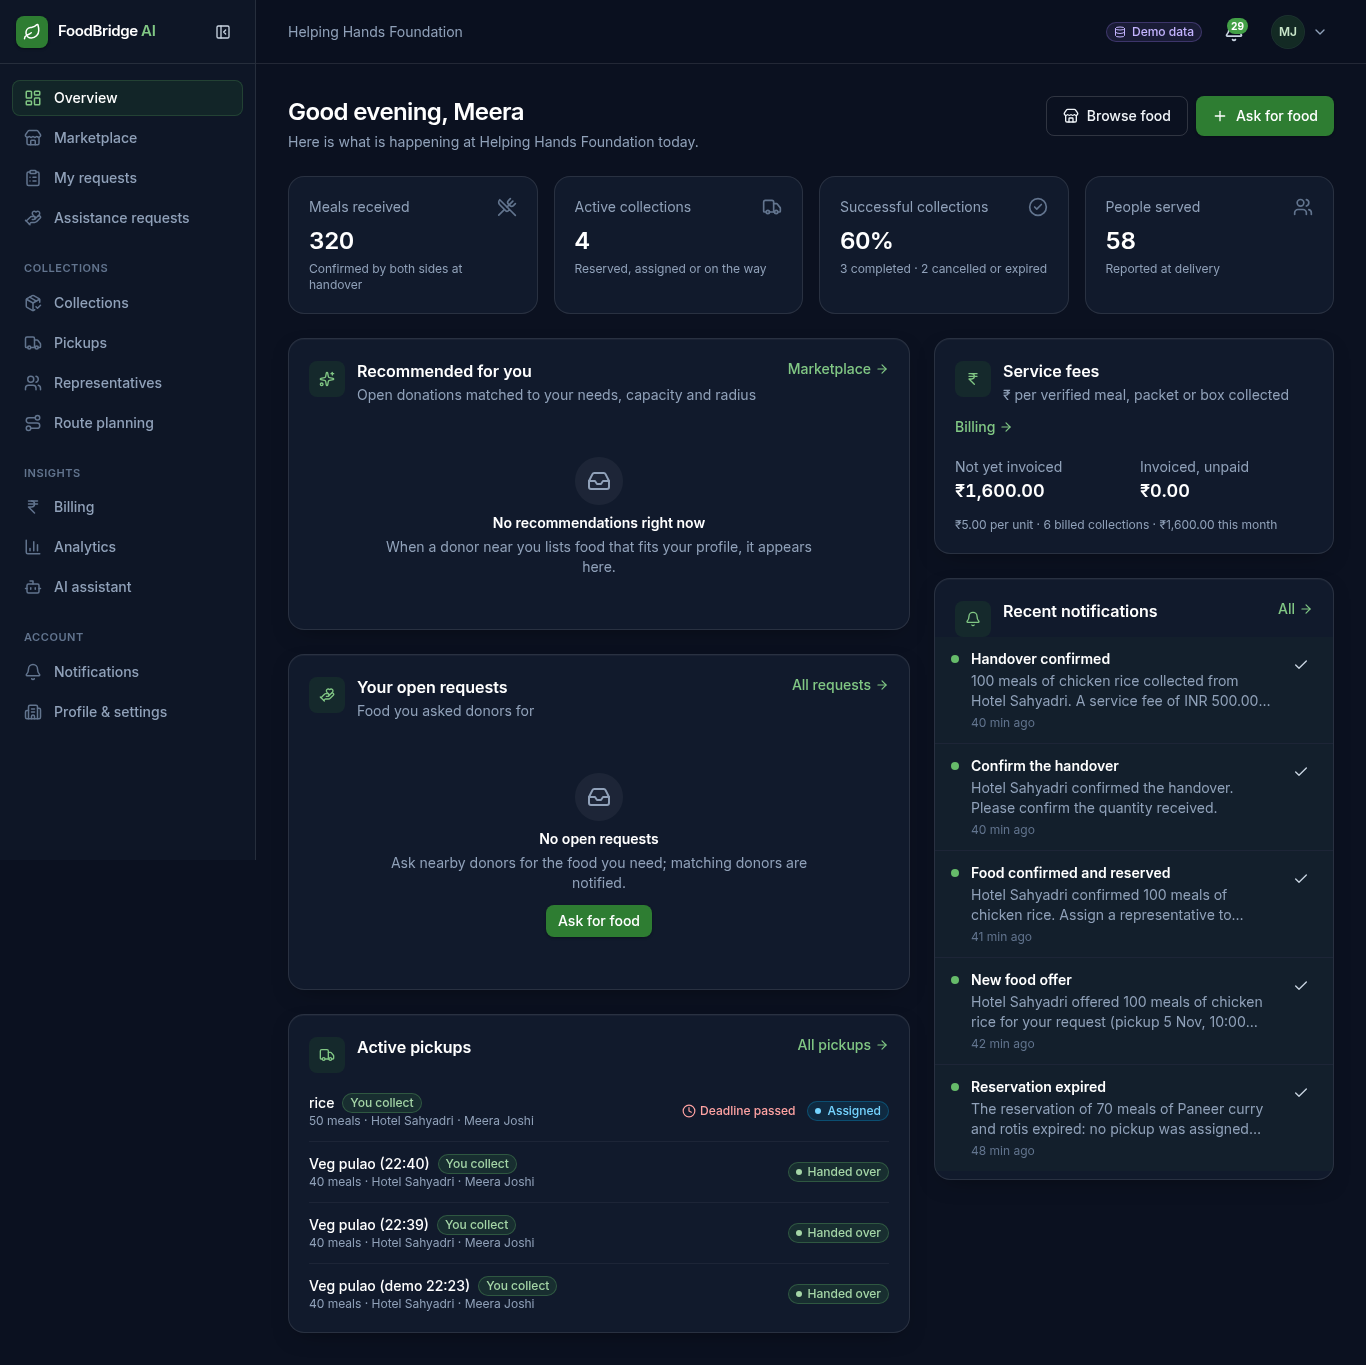 FoodBridge AI
Overview
Marketplace
My requests
Assistance requests
COLLECTIONS
Collections
Pickups
Representatives
Route planning
INSIGHTS
Billing
Analytics
AI assistant
ACCOUNT
Notifications
Profile & settings
Helping Hands Foundation
Demo data
29
MJ
Good evening, Meera
Here is what is happening at Helping Hands Foundation today.
Browse food
Ask for food
Meals received
320
Confirmed by both sides at
handover
Active collections
4
Reserved, assigned or on the way
Successful collections
60%
3 completed · 2 cancelled or expired
People served
58
Reported at delivery
Recommended for you
Marketplace →
Open donations matched to your needs, capacity and radius
No recommendations right now
When a donor near you lists food that fits your profile, it appears
here.
Your open requests
All requests →
Food you asked donors for
No open requests
Ask nearby donors for the food you need; matching donors are
notified.
Ask for food
Active pickups
All pickups →
rice You collect
50 meals · Hotel Sahyadri · Meera Joshi
Deadline passed Assigned
Veg pulao (22:40) You collect
40 meals · Hotel Sahyadri · Meera Joshi
Handed over
Veg pulao (22:39) You collect
40 meals · Hotel Sahyadri · Meera Joshi
Handed over
Veg pulao (demo 22:23) You collect
40 meals · Hotel Sahyadri · Meera Joshi
Handed over
Service fees
₹ per verified meal, packet or box collected
Billing →
Not yet invoiced
₹1,600.00
Invoiced, unpaid
₹0.00
₹5.00 per unit · 6 billed collections · ₹1,600.00 this month
Recent notifications
All →
Handover confirmed
100 meals of chicken rice collected from
Hotel Sahyadri. A service fee of INR 500.00...
40 min ago
Confirm the handover
Hotel Sahyadri confirmed the handover.
Please confirm the quantity received.
40 min ago
Food confirmed and reserved
Hotel Sahyadri confirmed 100 meals of
chicken rice. Assign a representative to...
41 min ago
New food offer
Hotel Sahyadri offered 100 meals of chicken
rice for your request (pickup 5 Nov, 10:00...
42 min ago
Reservation expired
The reservation of 70 meals of Paneer curry
and rotis expired: no pickup was assigned...
48 min ago